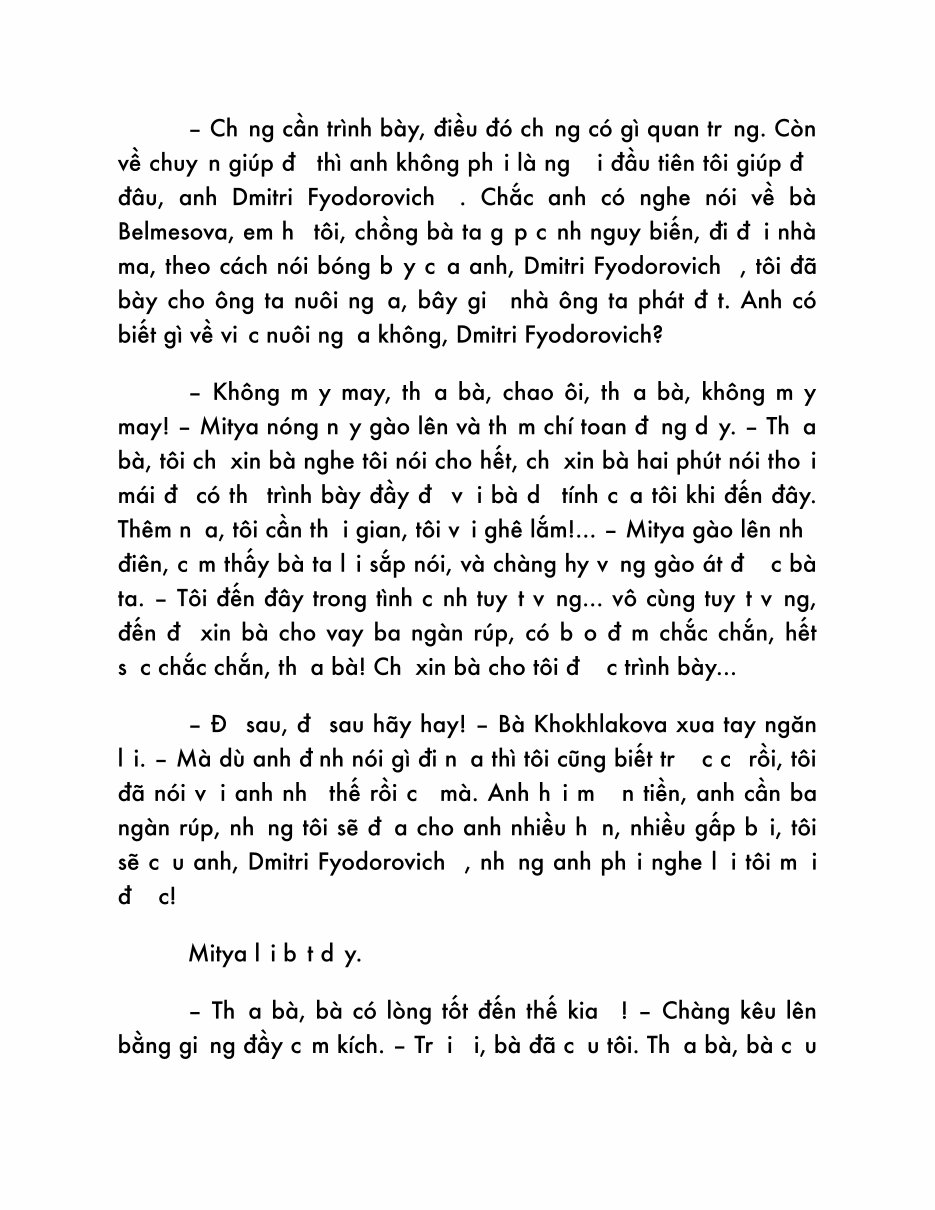 – Ch ng cần trình bày, điều đó ch ng có gì quan tr ng. Còn
về chuy n giúp đ thì anh không ph i là ng i đầu tiên tôi giúp đ
đâu, anh Dmitri Fyodorovich . Chắc anh có nghe nói về bà
Belmesova, em h tôi, chồng bà ta g p c nh nguy biến, đi đ i nhà
ma, theo cách nói bóng b y c a anh, Dmitri Fyodorovich , tôi đã
bày cho ông ta nuôi ng a, bây gi nhà ông ta phát đ t. Anh có
biết gì về vi c nuôi ng a không, Dmitri Fyodorovich?
– Không m y may, th a bà, chao ôi, th a bà, không m y
may! – Mitya nóng n y gào lên và th m chí toan đ ng d y. – Th a
bà, tôi ch xin bà nghe tôi nói cho hết, ch xin bà hai phút nói tho i
mái đ có th trình bày đầy đ v i bà d tính c a tôi khi đến đây.
Thêm n a, tôi cần th i gian, tôi v i ghê lắm!... – Mitya gào lên nh
điên, c m thấy bà ta l i sắp nói, và chàng hy v ng gào át đ c bà
ta. – Tôi đến đây trong tình c nh tuy t v ng... vô cùng tuy t v ng,
đến đ xin bà cho vay ba ngàn rúp, có b o đ m chắc chắn, hết
s c chắc chắn, th a bà! Ch xin bà cho tôi đ c trình bày...
– Đ sau, đ sau hãy hay! – Bà Khokhlakova xua tay ngăn
l i. – Mà dù anh đ nh nói gì đi n a thì tôi cũng biết tr c c rồi, tôi
đã nói v i anh nh thế rồi c mà. Anh h i m n tiền, anh cần ba
ngàn rúp, nh ng tôi sẽ đ a cho anh nhiều h n, nhiều gấp b i, tôi
sẽ c u anh, Dmitri Fyodorovich , nh ng anh ph i nghe l i tôi m i
đ c!
Mitya l i b t d y.
– Th a bà, bà có lòng tốt đến thế kia ! – Chàng kêu lên
bằng gi ng đầy c m kích. – Tr i i, bà đã c u tôi. Th a bà, bà c u